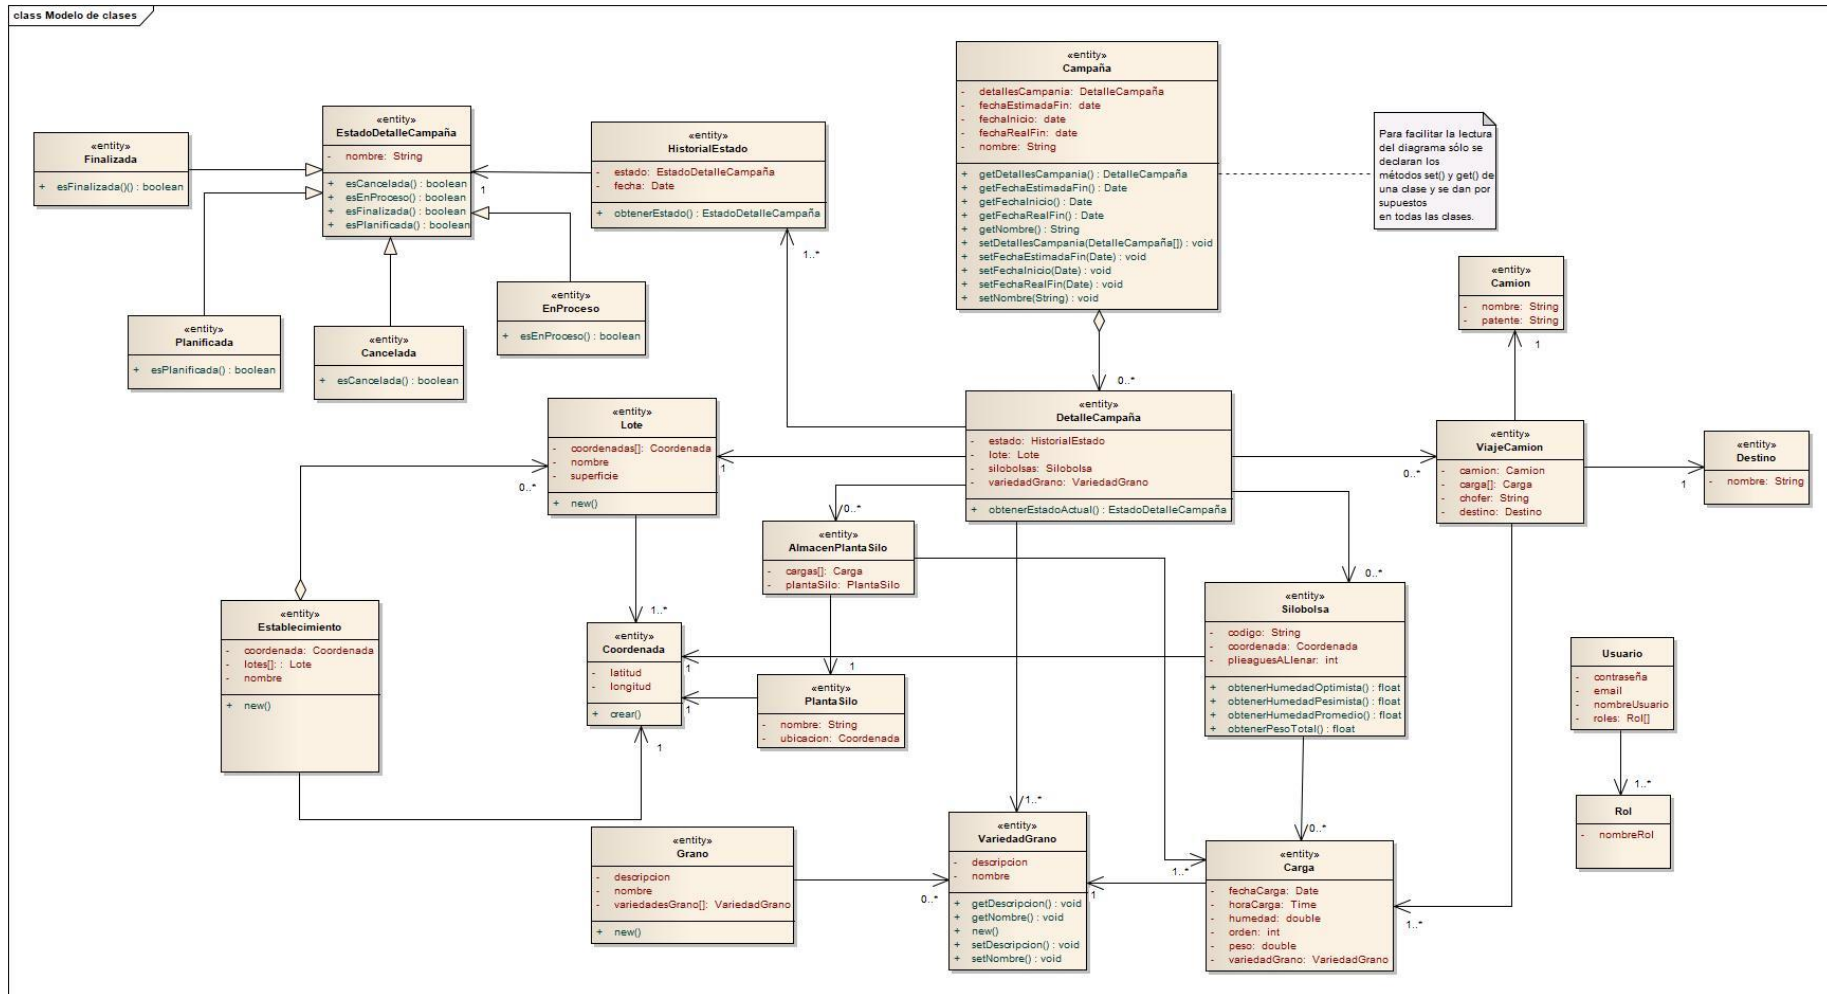 class Modelo de clases
«entity»
Finalizada
+ esFinalizada()() : boolean
«entity»
EstadoDetalleCampaña
- nombre: String
+ esCancelada() : boolean
+ esEnProceso() : boolean
+ esFinalizada() : boolean
+ esPlanificada() : boolean
1
«entity»
HistorialEstado
- estado: EstadoDetalleCampaña
- fecha: Date
+ obtenerEstado() : EstadoDetalleCampaña
1..*
«entity»
Campaña
- detallesCampania: DetalleCampaña
- fechaEstimadaFin: date
- fechaInicio: date
- fechaRealFin: date
- nombre: String
+ getDetallesCampania() : DetalleCampaña
+ getFechaEstimadaFin() : Date
+ getFechaInicio() : Date
+ getFechaRealFin() : Date
+ getNombre() : String
+ setDetallesCampania(DetalleCampaña[]) : void
+ setFechaEstimadaFin(Date) : void
+ setFechaInicio(Date) : void
+ setFechaRealFin(Date) : void
+ setNombre(String) : void
0..*
Para facilitar la lectura
del diagrama sólo se
declaran los
métodos set() y get() de
una clase y se dan por
supuestos
en todas las clases.
«entity»
Camion
- nombre: String
- patente: String
1
«entity»
Planificada
+ esPlanificada() : boolean
«entity»
Cancelada
+ esCancelada() : boolean
«entity»
EnProceso
+ esEnProceso() : boolean
«entity»
Lote
- coordenadas[]: Coordenada
- nombre
- superficie
+ new()
0..*
1
«entity»
DetalleCampaña
- estado: HistorialEstado
- lote: Lote
- silobolsas: Silobolsa
- variedadGrano: VariedadGrano
+ obtenerEstadoActual() : EstadoDetalleCampaña
0..*
«entity»
ViajeCamion
- camion: Camion
- carga[]: Carga
- chofer: String
- destino: Destino
1
«entity»
Destino
- nombre: String
0..*
«entity»
AlmacenPlantaSilo
- cargas[]: Carga
- plantaSilo: PlantaSilo
0..*
«entity»
Silobolsa
- codigo: String
- coordenada: Coordenada
- plieaguesALlenar: int
+ obtenerHumedadOptimista() : float
+ obtenerHumedadPesimista() : float
+ obtenerHumedadPromedio() : float
+ obtenerPesoTotal() : float
«entity»
Establecimiento
- coordenada: Coordenada
- lotes[]: : Lote
- nombre
+ new()
1..*
«entity»
Coordenada
- latitud
- longitud
+ crear()
1
1
1
1
«entity»
PlantaSilo
- nombre: String
- ubicacion: Coordenada
Usuario
- contraseña
- email
- nombreUsuario
- roles: Rol[]
1..*
Rol
- nombreRol
«entity»
Grano
- descripcion
- nombre
- variedadesGrano[]: VariedadGrano
+ new()
0..*
1..*
«entity»
VariedadGrano
- descripcion
- nombre
+ getDescripcion() : void
+ getNombre() : void
+ new()
+ setDescripcion() : void
+ setNombre() : void
1
0..*
1..*
«entity»
Carga
- fechaCarga: Date
- horaCarga: Time
- humedad: double
- orden: int
- peso: double
- variedadGrano: VariedadGrano
1..*